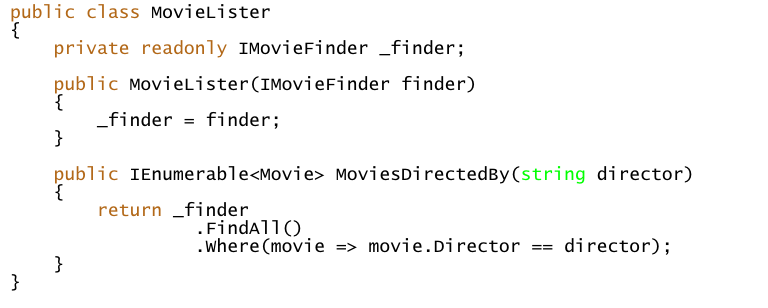 public class MovieLister
{
    private readonly IMovieFinder _finder;

    public MovieLister(IMovieFinder finder)
    {
        _finder = finder;
    }

    public IEnumerable<Movie> MoviesDirectedBy(string director)
    {
        return _finder
                 .FindAll()
                 .Where(movie => movie.Director == director);
    }
}